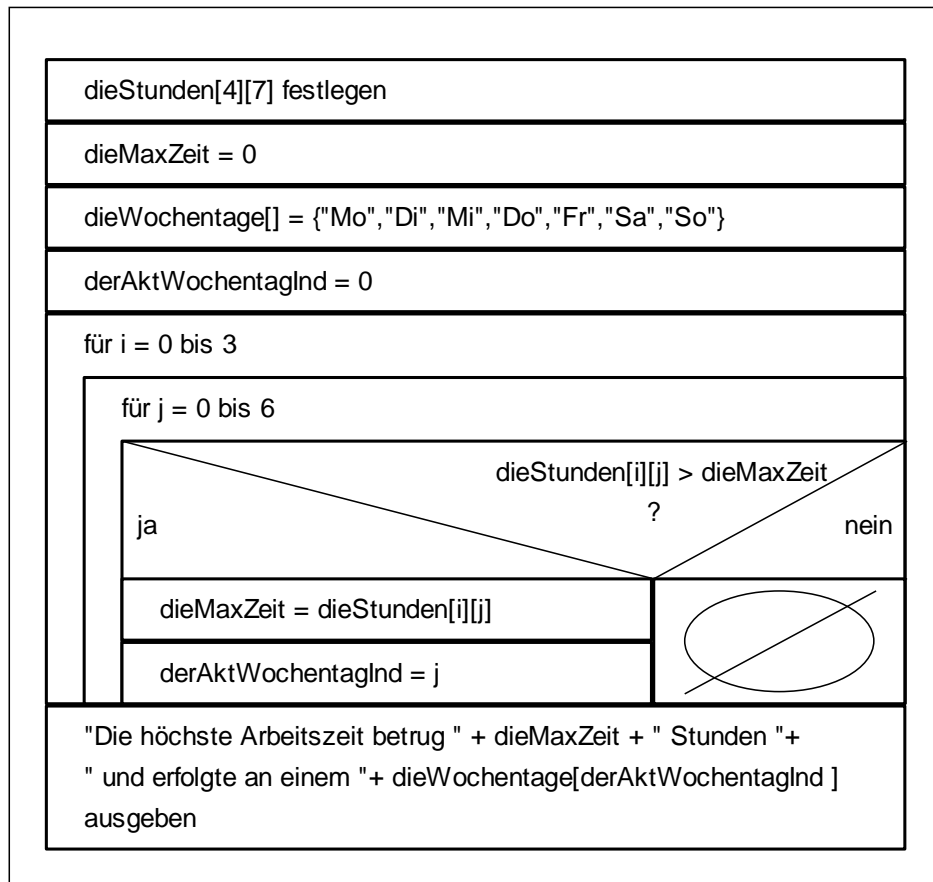 dieStunden[4][7] festlegen
dieMaxZeit = 0
dieWochentage[] = {"Mo","Di","Mi","Do","Fr","Sa","So"}
derAktWochentagInd = 0
für i = 0 bis 3
für j = 0 bis 6
dieStunden[i][j] > dieMaxZeit
?
ja
nein
dieMaxZeit = dieStunden[i][j]
derAktWochentagInd = j
"Die höchste Arbeitszeit betrug " + dieMaxZeit + " Stunden "+
" und erfolgte an einem "+ dieWochentage[derAktWochentagInd ]
ausgeben